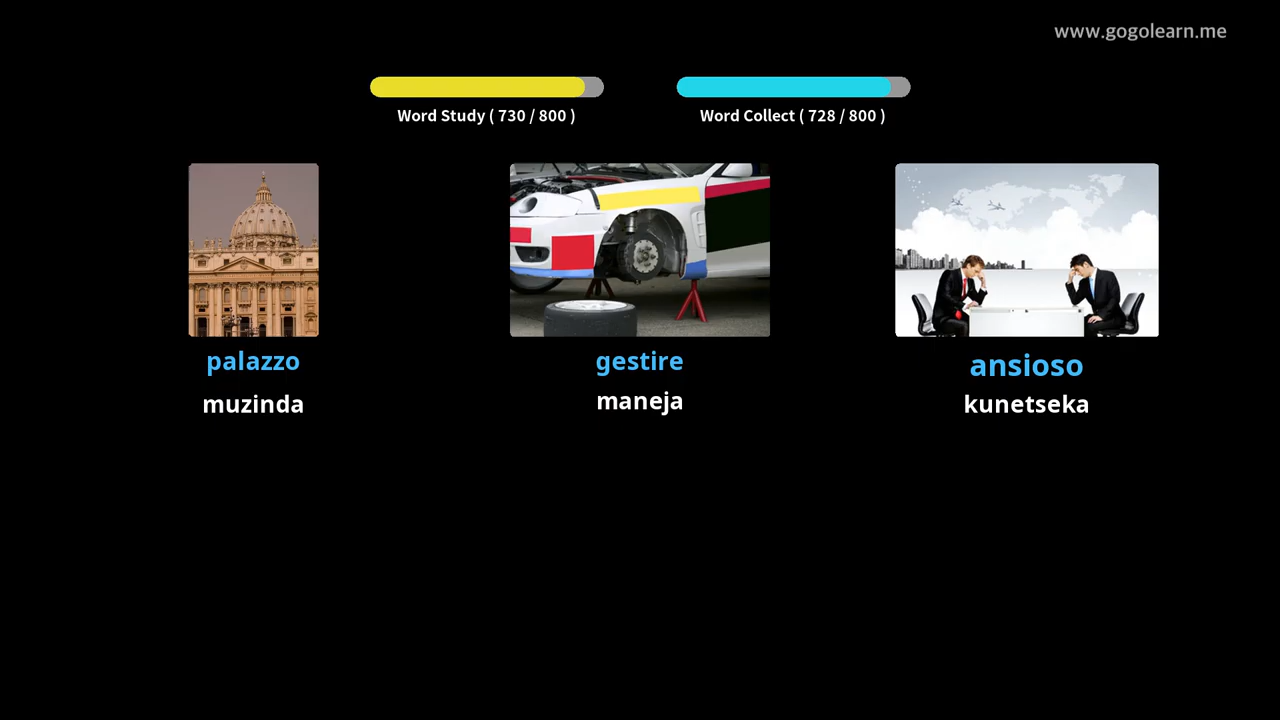 www.gogolearn.me
Word Study ( 730 / 800 )
Word Collect ( 728 / 800 )
palazzo
gestire
ansioso
muzinda
maneja
kunetseka